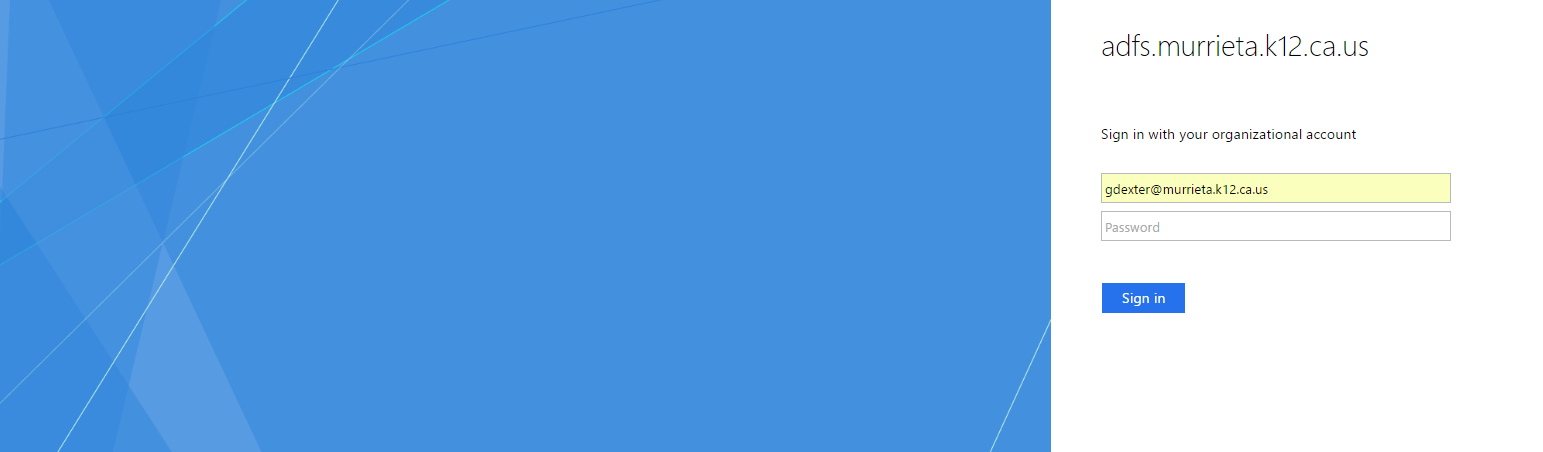 adfs.murrieta.k12.ca.us
Sign in with your organizational account
gdexter@murrieta.k12.ca.us
Password
Sign in